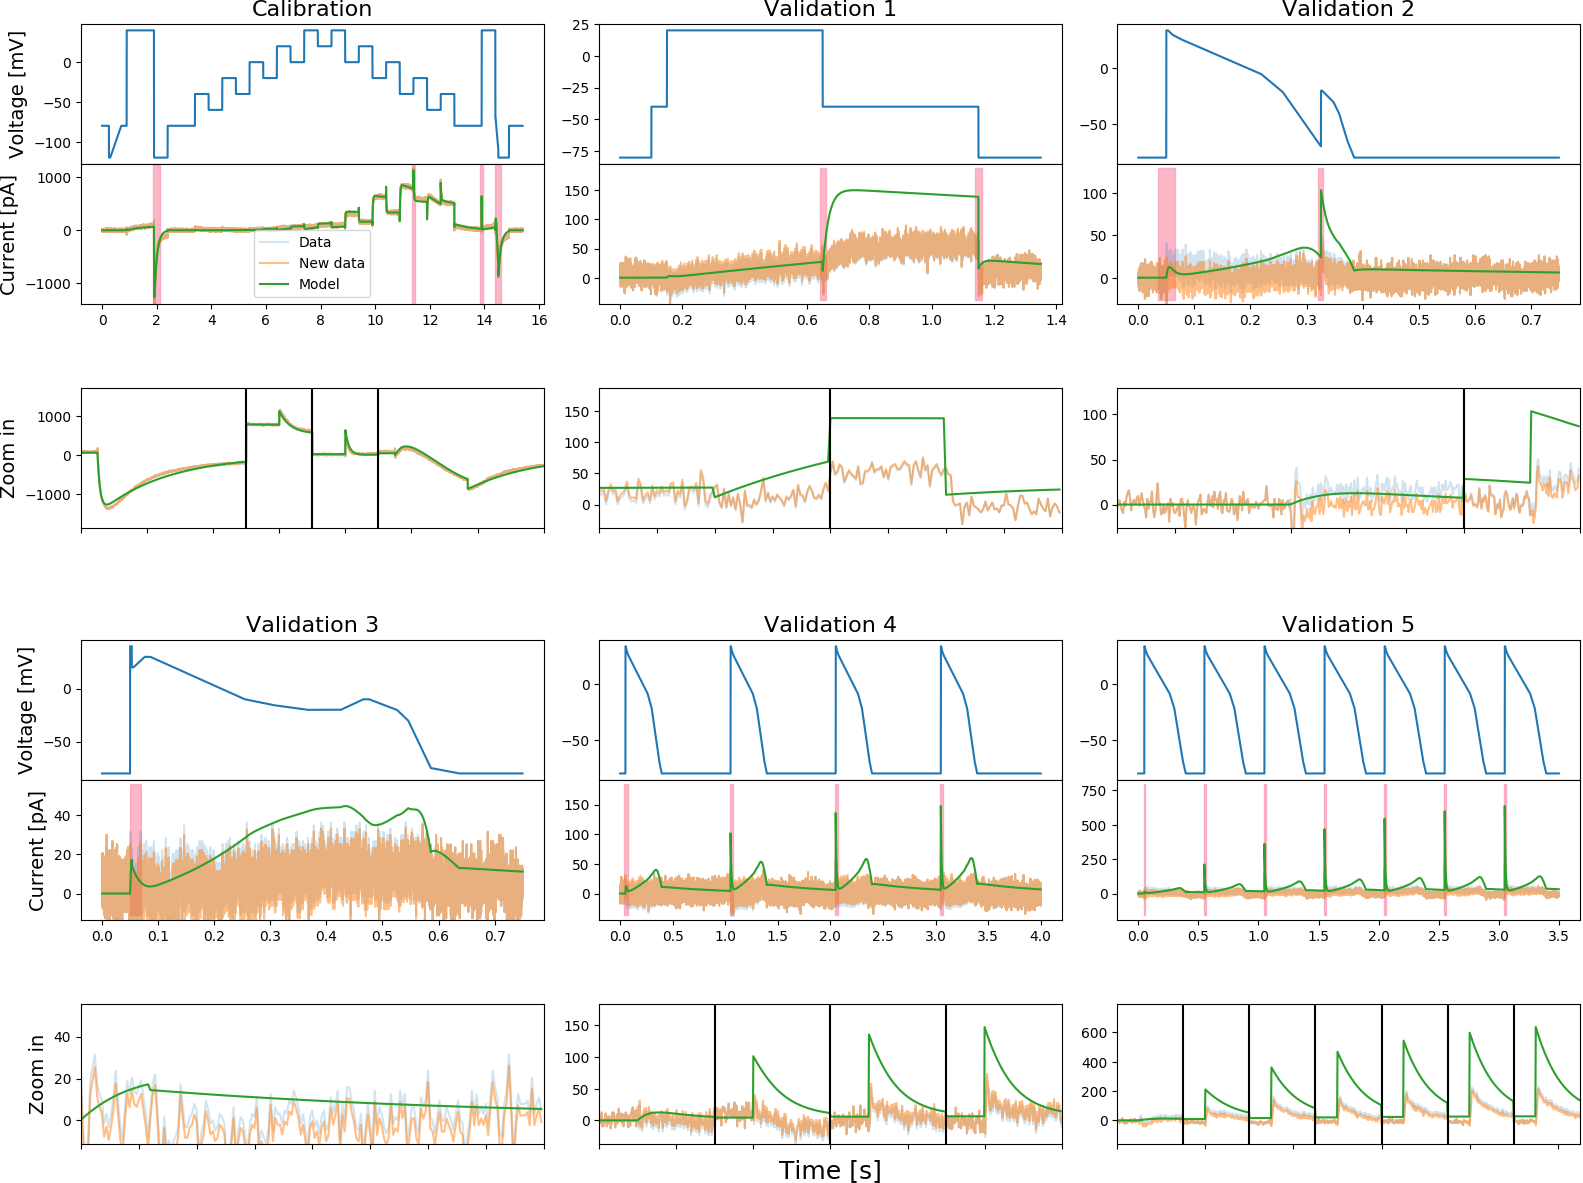 Calibration
Validation 1
Validation 2
Voltage [mV]
0
−50
−100
25
0
−25
−50
−75
0
−50
Current [pA]
1000
0
−1000
Data
New data
Model
150
100
50
0
100
50
0
0 2 4 6 8 10 12 14 16
0.0 0.2 0.4 0.6 0.8 1.0 1.2 1.4
0.0 0.1 0.2 0.3 0.4 0.5 0.6 0.7
Zoom in
1000
0
−1000
150
100
50
0
100
50
0
Validation 3
Validation 4
Validation 5
Voltage [mV]
0
−50
0
−50
0
−50
Current [pA]
40
20
0
150
100
50
0
750
500
250
0
0.0 0.1 0.2 0.3 0.4 0.5 0.6 0.7
0.0 0.5 1.0 1.5 2.0 2.5 3.0 3.5 4.0
0.0 0.5 1.0 1.5 2.0 2.5 3.0 3.5
Zoom in
40
20
0
150
100
50
0
600
400
200
0
Time [s]